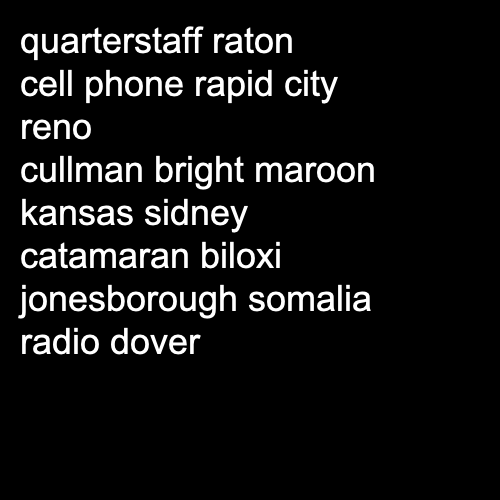 quarterstaff raton
cell phone rapid city
reno
cullman bright maroon
kansas sidney
catamaran biloxi
jonesborough somalia
radio dover